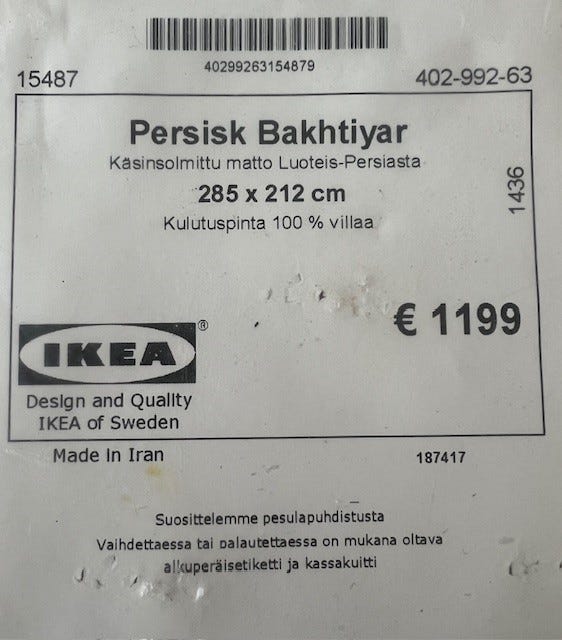 40299263154879
15487
402-992-63
Persisk Bakhtiyar
Käsinsolmittu matto Luoteis-Persiasta
285 x 212 cm
Kulutuspinta 100 % villaa
1436
€ 1199
IKEA®
Design and Quality
IKEA of Sweden
Made in Iran
187417
Suosittelemme pesulapuhdistusta
Vaihdettaessa tai palautettaessa on mukana oltava
alkuperäisetiketti ja kassakuitti